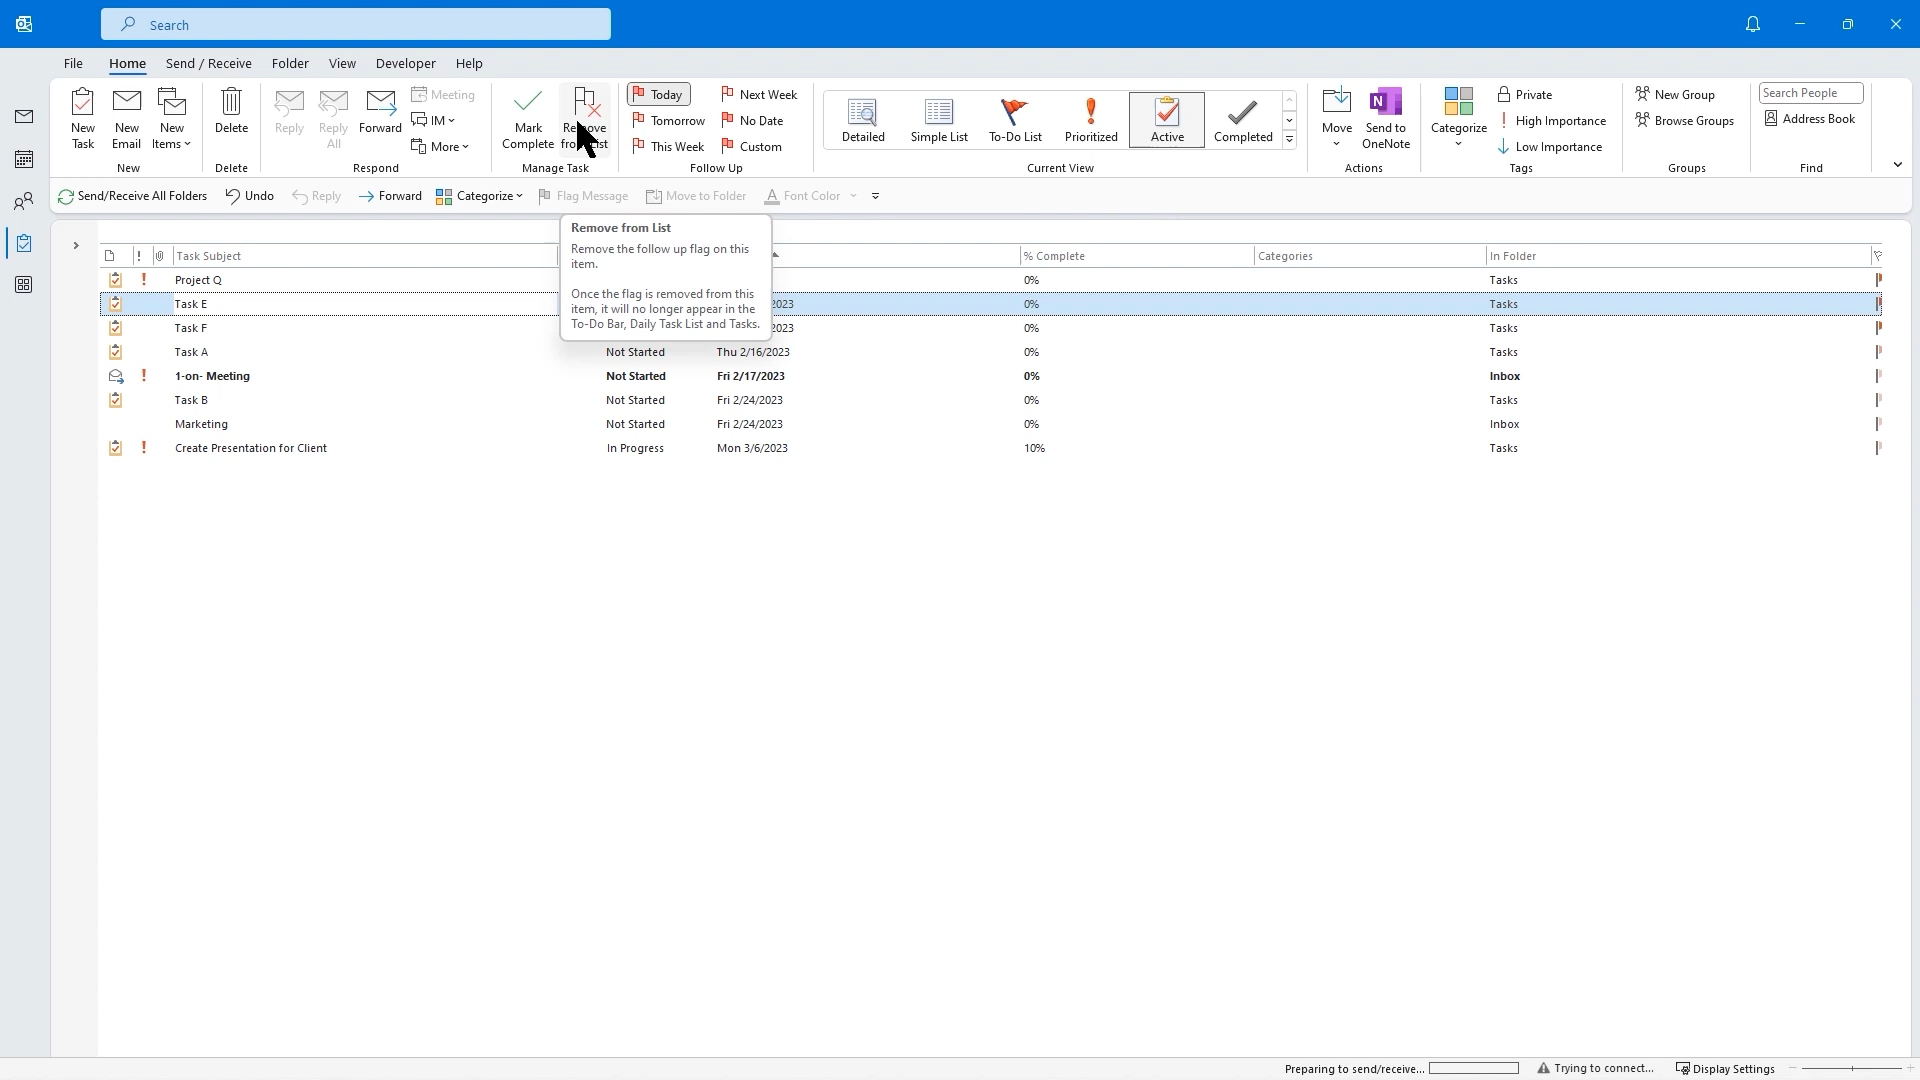 Search
File Home Send / Receive Folder View Developer Help
New Task
New Email
New Items
New
Delete
Delete
Reply
Reply All
Forward
Meeting
IM
More
Respond
Mark Complete
Manage Task
Today
Tomorrow
This Week
Next Week
No Date
Custom
Follow Up
Detailed
Simple List
To-Do List
Prioritized
Active
Completed
Current View
Move
Send to OneNote
Actions
Categorize
Private
High Importance
Low Importance
Tags
New Group
Browse Groups
Groups
Search People
Address Book
Find
Send/Receive All Folders Undo Reply Forward Categorize Flag Message Move to Folder Font Color
Remove from List
Remove the follow up flag on this
item.
Once the flag is removed from this
item, it will no longer appear in the
To-Do Bar, Daily Task List and Tasks.
Task Subject % Complete Categories In Folder
Project Q 0% Tasks
Task E 2023 0% Tasks
Task F 2023 0% Tasks
Task A Not Started Thu 2/16/2023 0% Tasks
1-on- Meeting Not Started Fri 2/17/2023 0% Inbox
Task B Not Started Fri 2/24/2023 0% Tasks
Marketing Not Started Fri 2/24/2023 0% Inbox
Create Presentation for Client In Progress Mon 3/6/2023 10% Tasks
Preparing to send/receive... Trying to connect... Display Settings